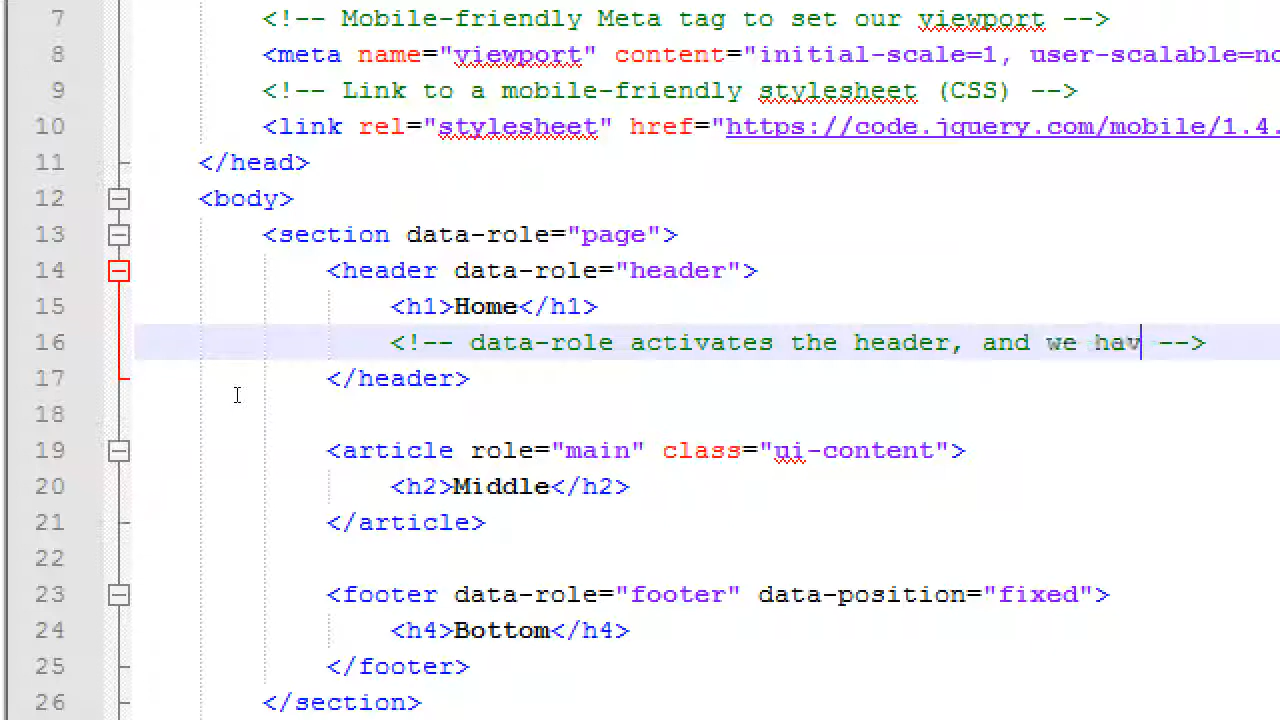 7 <!-- Mobile-friendly Meta tag to set our viewport -->
8 <meta name="viewport" content="initial-scale=1, user-scalable=no
9 <!-- Link to a mobile-friendly stylesheet (CSS) -->
10 <link rel="stylesheet" href="https://code.jquery.com/mobile/1.4.
11 </head>
12 <body>
13 <section data-role="page">
14 <header data-role="header">
15 <h1>Home</h1>
16 <!-- data-role activates the header, and we hav -->
17 </header>
18
19 <article role="main" class="ui-content">
20 <h2>Middle</h2>
21 </article>
22
23 <footer data-role="footer" data-position="fixed">
24 <h4>Bottom</h4>
25 </footer>
26 </section>